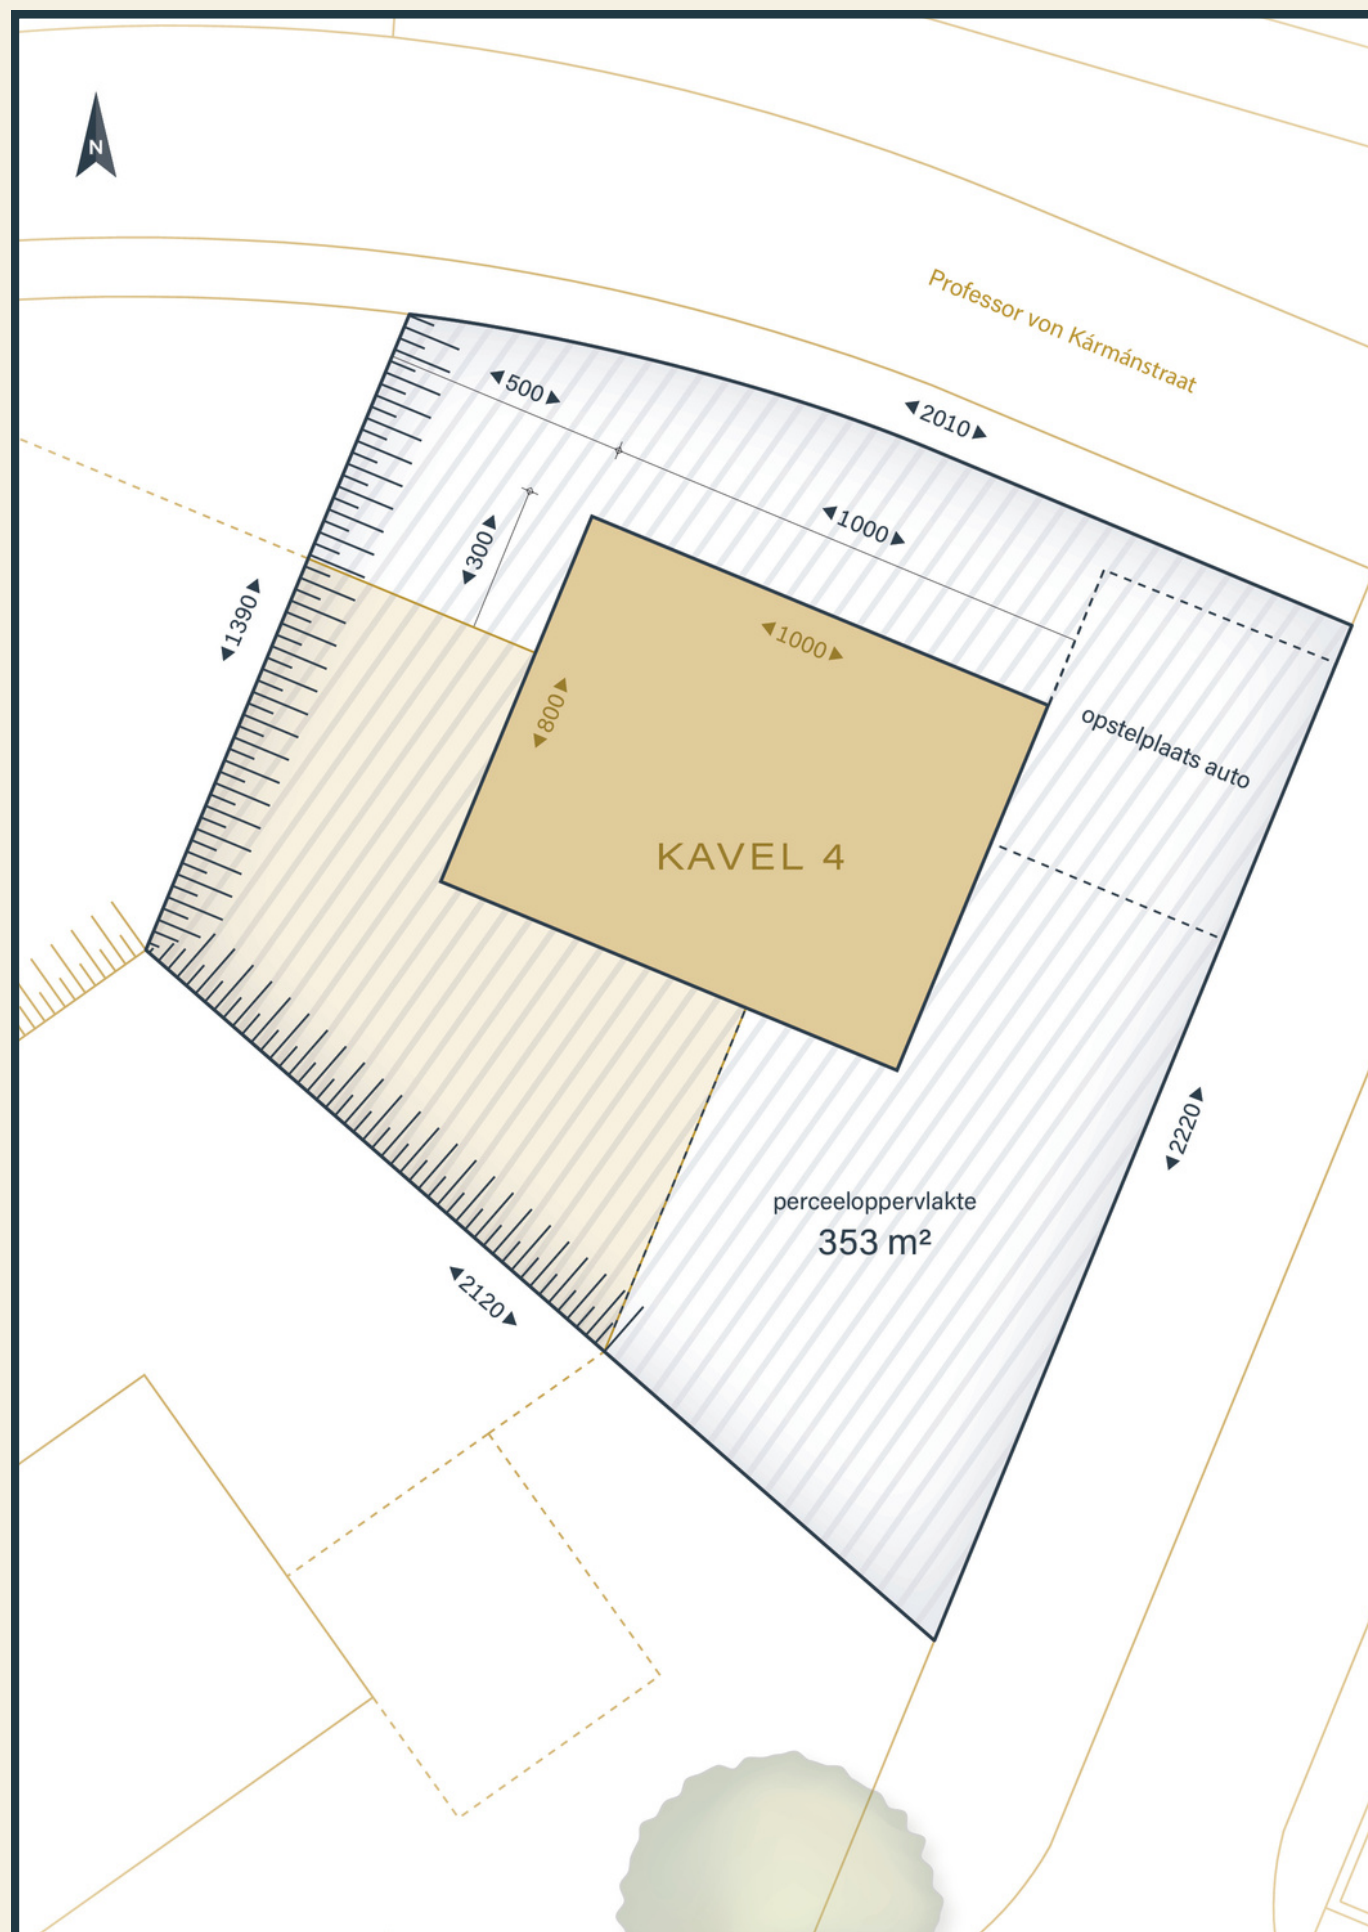 N
Professor von Kármánstraat
500
2010
1000
300
1390
1000
800
opstelplaats auto
KAVEL 4
2220
perceeloppervlakte
353 m²
2120